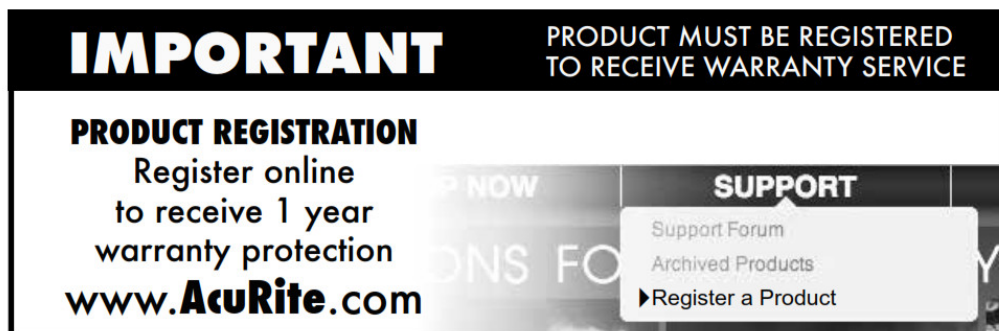 IMPORTANT
PRODUCT MUST BE REGISTERED
TO RECEIVE WARRANTY SERVICE
PRODUCT REGISTRATION
Register online
to receive 1 year
warranty protection
www.AcuRite.com
NOW
SUPPORT
Support Forum
Archived Products
Register a Product